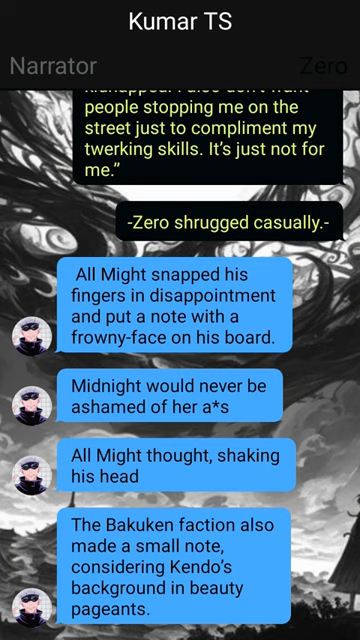 Kumar TS
Narrator
Zero
kidnapped. I also don't want
people stopping me on the
street just to compliment my
twerking skills. It's just not for
me.”
-Zero shrugged casually.-
All Might snapped his
fingers in disappointment
and put a note with a
frowny-face on his board.
Midnight would never be
ashamed of her a*s
All Might thought, shaking
his head
The Bakuken faction also
made a small note,
considering Kendo’s
background in beauty
pageants.